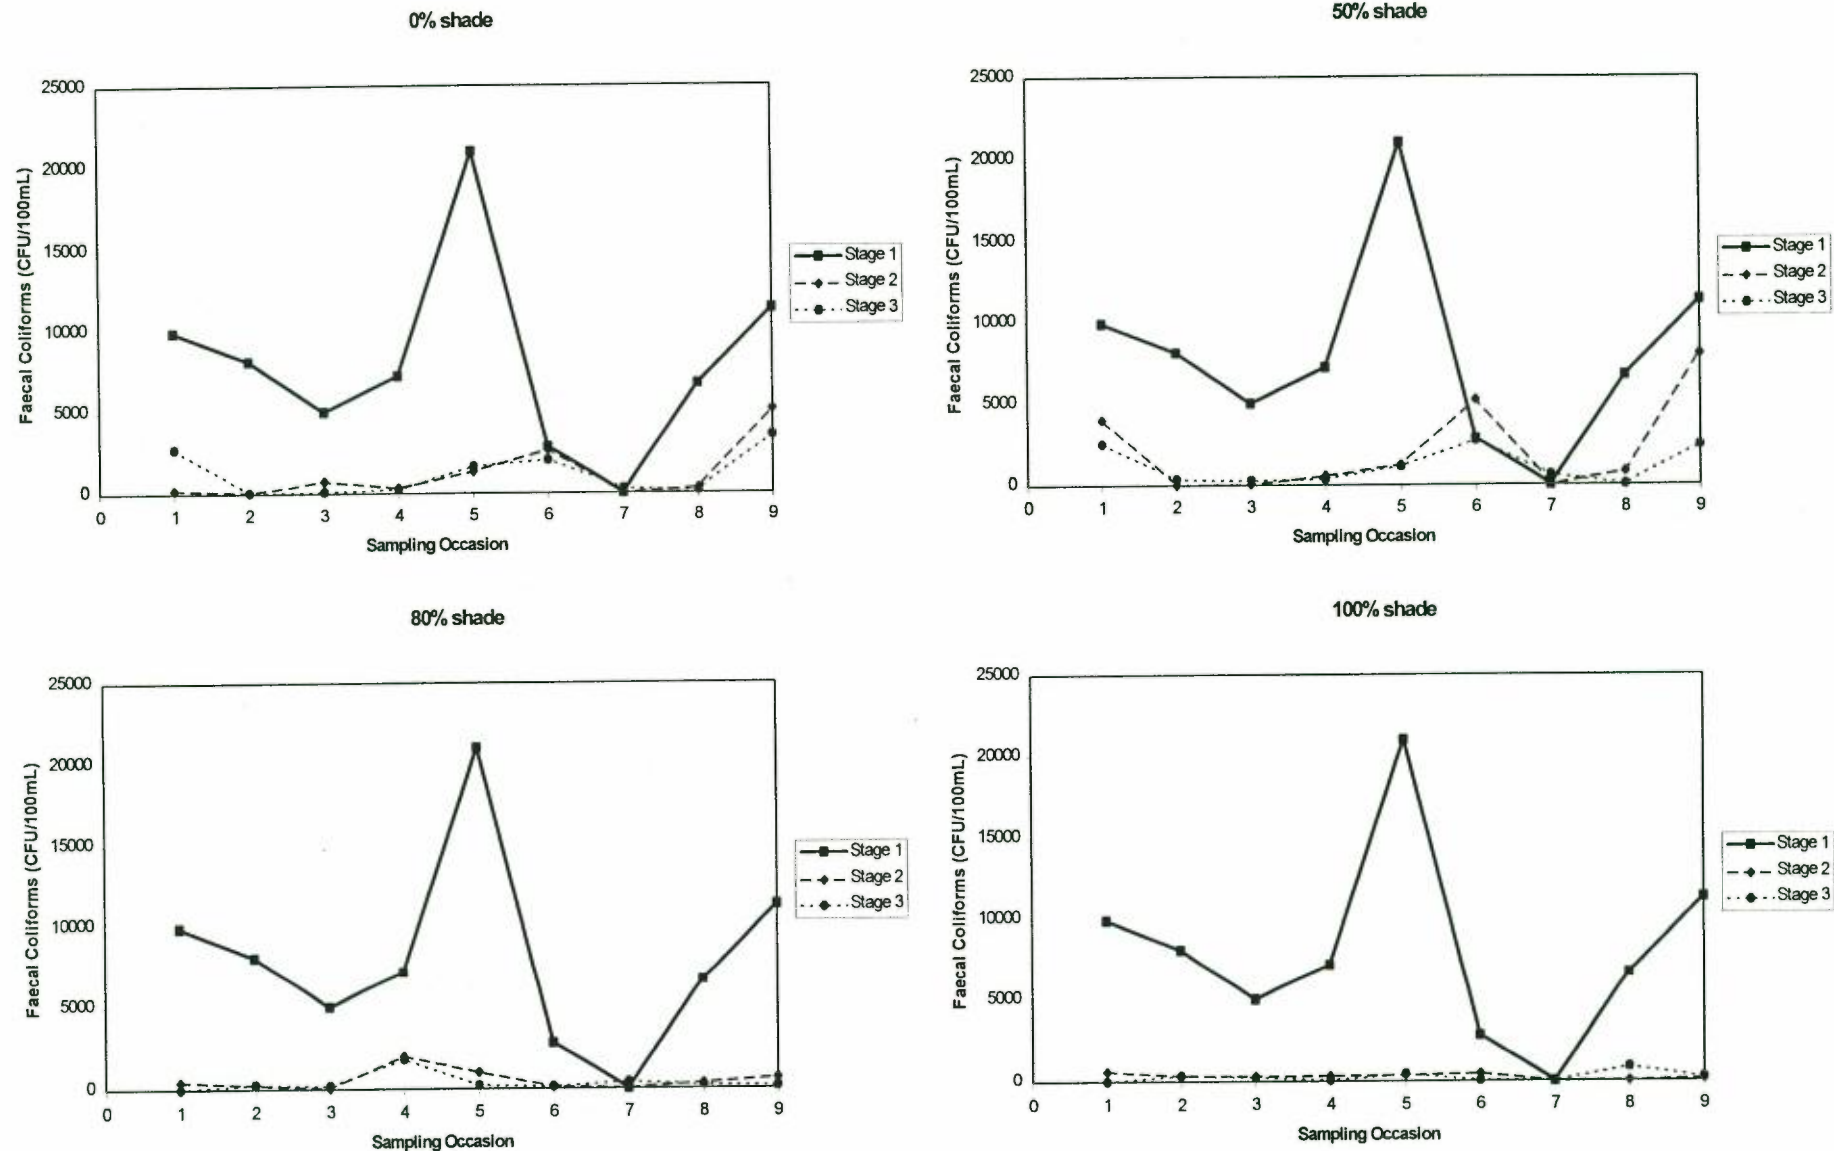 0% shade
25000
20000
15000
10000
5000
0
Faecal Coliforms (CFU/100mL)
0 1 2 3 4 5 6 7 8 9
Sampling Occasion
Stage 1
Stage 2
Stage 3
50% shade
25000
20000
15000
10000
5000
0
Faecal Coliforms (CFU/100mL)
0 1 2 3 4 5 6 7 8 9
Sampling Occasion
Stage 1
Stage 2
Stage 3
80% shade
25000
20000
15000
10000
5000
0
Faecal Coliforms (CFU/100mL)
0 1 2 3 4 5 6 7 8 9
Sampling Occasion
Stage 1
Stage 2
Stage 3
100% shade
25000
20000
15000
10000
5000
0
Faecal Coliforms (CFU/100mL)
0 1 2 3 4 5 6 7 8 9
Sampling Occasion
Stage 1
Stage 2
Stage 3